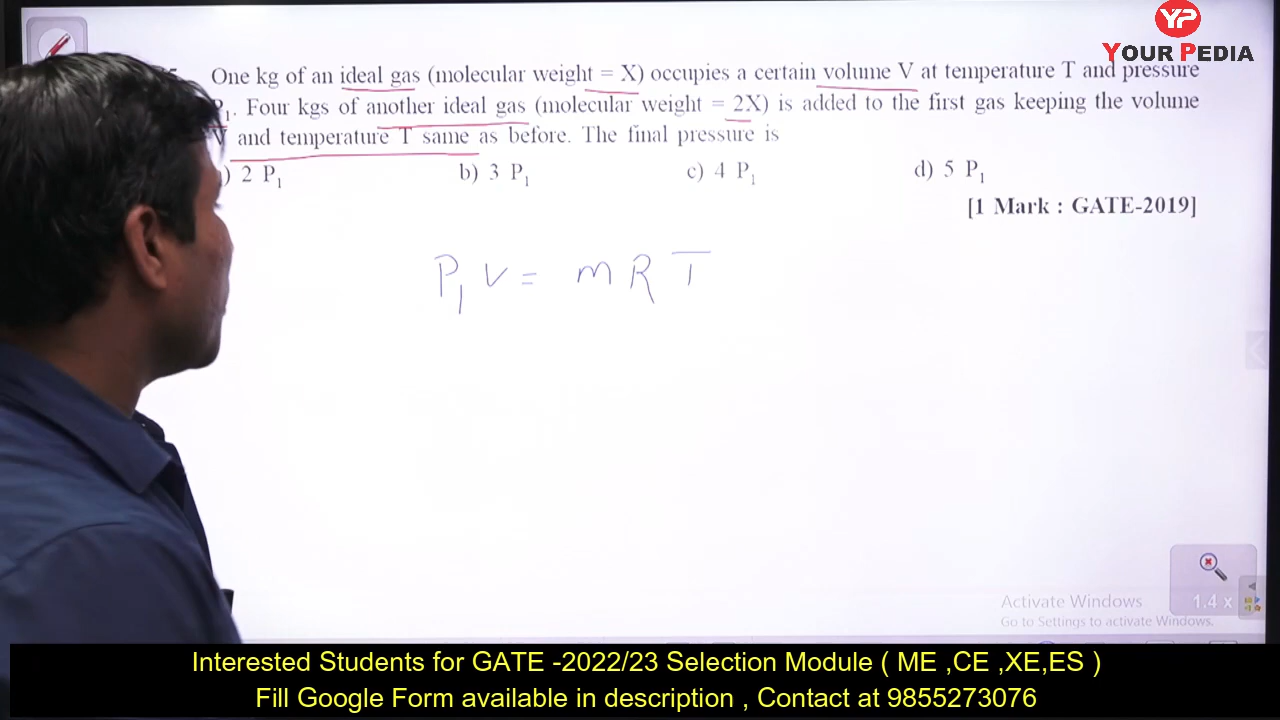 YP
YOUR PEDIA
One kg of an ideal gas (molecular weight = X) occupies a certain volume V at temperature T and pressure
P1. Four kgs of another ideal gas (molecular weight = 2X) is added to the first gas keeping the volume
V and temperature T same as before. The final pressure is
) 2 P1 b) 3 P1 c) 4 P1 d) 5 P1
[1 Mark : GATE-2019]
P1 V = m R T
Activate Windows
1.4 x
Go to Settings to activate Windows.
Interested Students for GATE -2022/23 Selection Module ( ME ,CE ,XE,ES )
Fill Google Form available in description , Contact at 9855273076